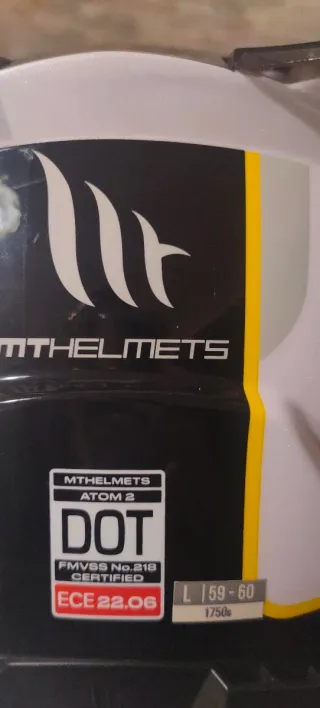 MTHELMETS
MTHELMETS
ATOM 2
DOT
FMVSS No.218
CERTIFIED
ECE 22.06
L | 59 - 60
1750g